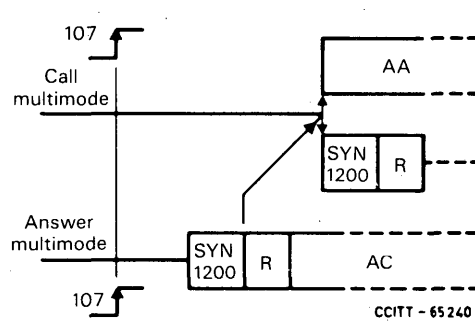 107
AA
Call
multimode
SYN
1200
R
Answer
multimode
SYN
1200
R
AC
107
CCITT - 65240